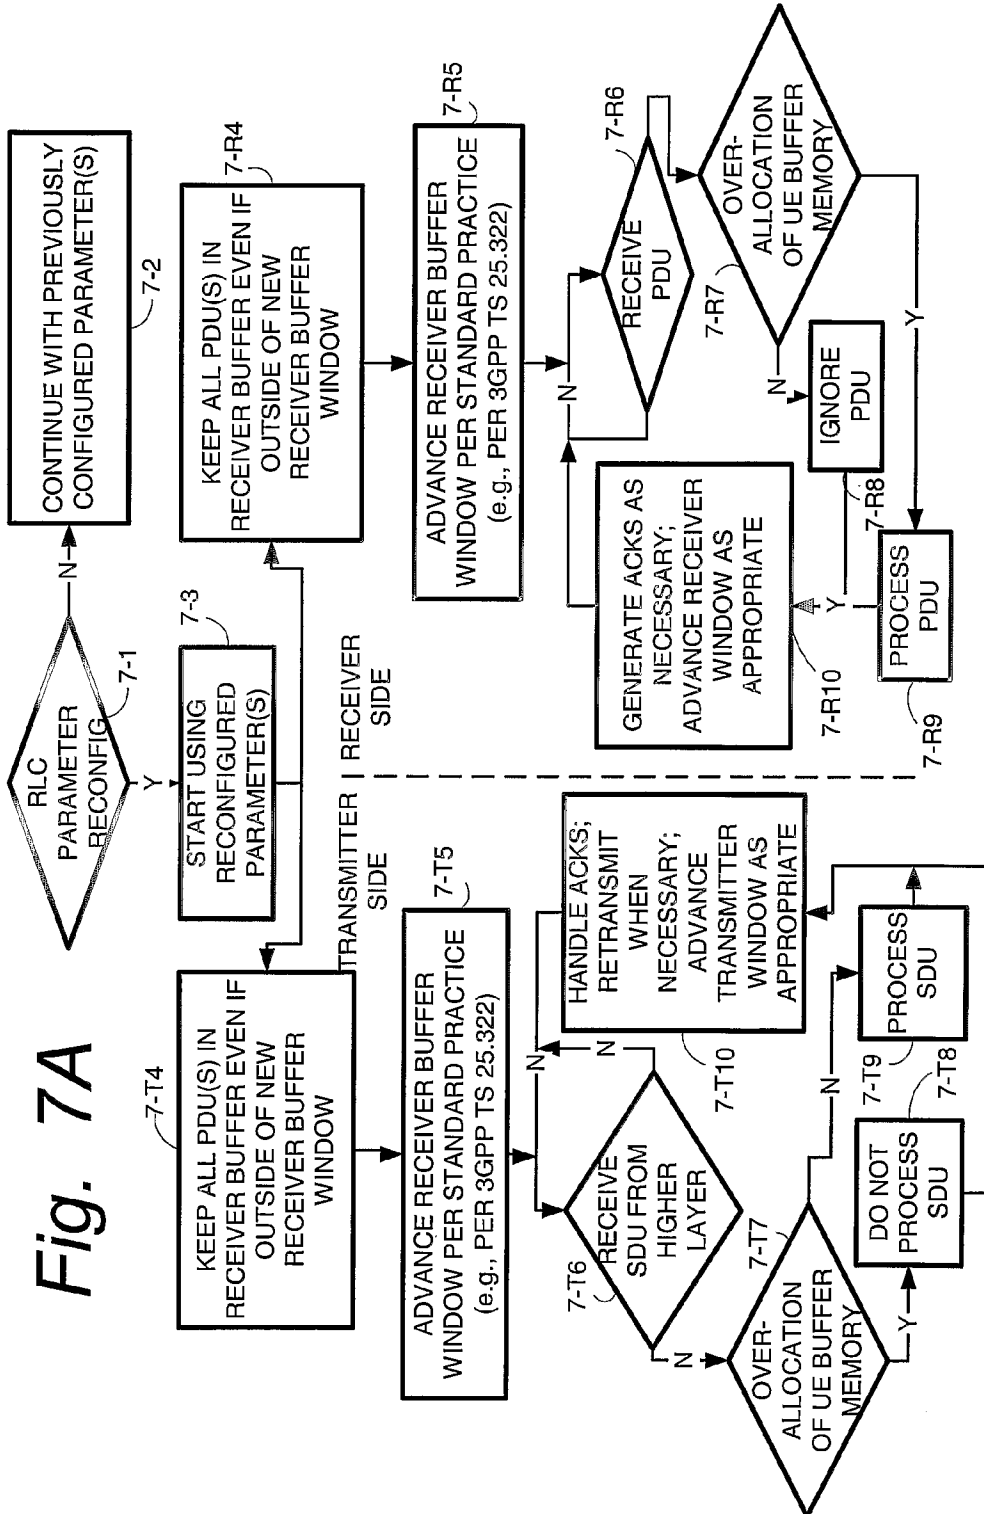 Fig. 7A
RLC
PARAMETER
RECONFIG
7-1
N
CONTINUE WITH PREVIOUSLY
CONFIGURED PARAMETER(S)
7-2
Y
START USING
RECONFIGURED
PARAMETER(S)
7-3
TRANSMITTER
SIDE
RECEIVER
SIDE
7-T4
KEEP ALL PDU(S) IN
RECEIVER BUFFER EVEN IF
OUTSIDE OF NEW
RECEIVER BUFFER
WINDOW
7-T5
ADVANCE RECEIVER BUFFER
WINDOW PER STANDARD PRACTICE
(e.g., PER 3GPP TS 25.322)
N
N
RECEIVE
SDU FROM
HIGHER
LAYER
7-T6
N
OVER-
ALLOCATION
OF UE BUFFER
MEMORY
7-T7
Y
N
DO NOT
PROCESS
SDU
7-T8
PROCESS
SDU
7-T9
HANDLE ACKS;
RETRANSMIT
WHEN
NECESSARY;
ADVANCE
TRANSMITTER
WINDOW AS
APPROPRIATE
7-T10
KEEP ALL PDU(S) IN
RECEIVER BUFFER EVEN IF
OUTSIDE OF NEW
RECEIVER BUFFER
WINDOW
7-R4
ADVANCE RECEIVER BUFFER
WINDOW PER STANDARD PRACTICE
(e.g., PER 3GPP TS 25.322)
7-R5
N
RECEIVE
PDU
7-R6
OVER-
ALLOCATION
OF UE BUFFER
MEMORY
7-R7
N
Y
IGNORE
PDU
7-R8
PROCESS
PDU
7-R9
Y
GENERATE ACKS AS
NECESSARY;
ADVANCE RECEIVER
WINDOW AS
APPROPRIATE
7-R10